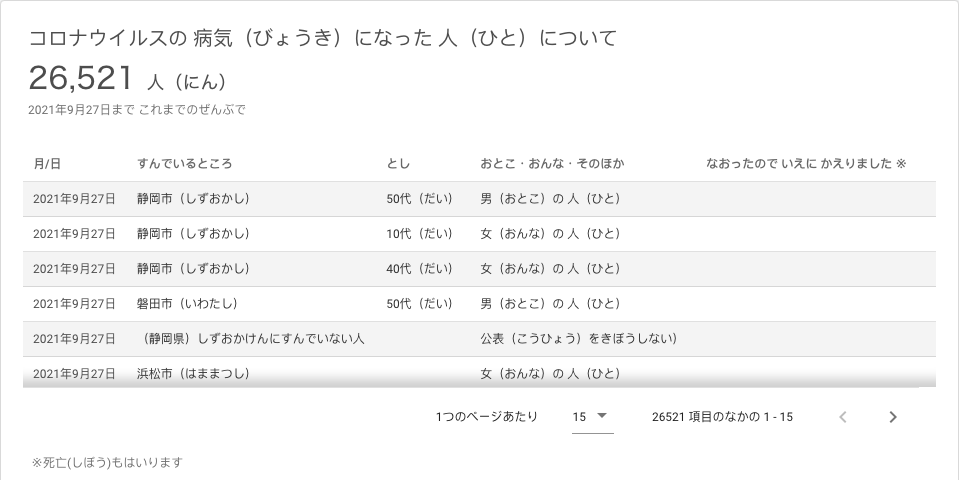 コロナウイルスの 病気（びょうき）になった 人（ひと）について
26,521 人（にん）
2021年9月27日まで これまでのぜんぶで
月/日 すんでいるところ とし おとこ・おんな・そのほか なおったので いえに かえりました ※
2021年9月27日 静岡市（しずおかし） 50代（だい） 男（おとこ）の 人（ひと）
2021年9月27日 静岡市（しずおかし） 10代（だい） 女（おんな）の 人（ひと）
2021年9月27日 静岡市（しずおかし） 40代（だい） 女（おんな）の 人（ひと）
2021年9月27日 磐田市（いわたし） 50代（だい） 男（おとこ）の 人（ひと）
2021年9月27日 （静岡県）しずおかけんにすんでいない人 公表（こうひょう）をきぼうしない）
2021年9月27日 浜松市（はままつし） 女（おんな）の 人（ひと）
1つのページあたり 15 26521 項目のなかの 1 - 15
※死亡(しぼう)もはいります